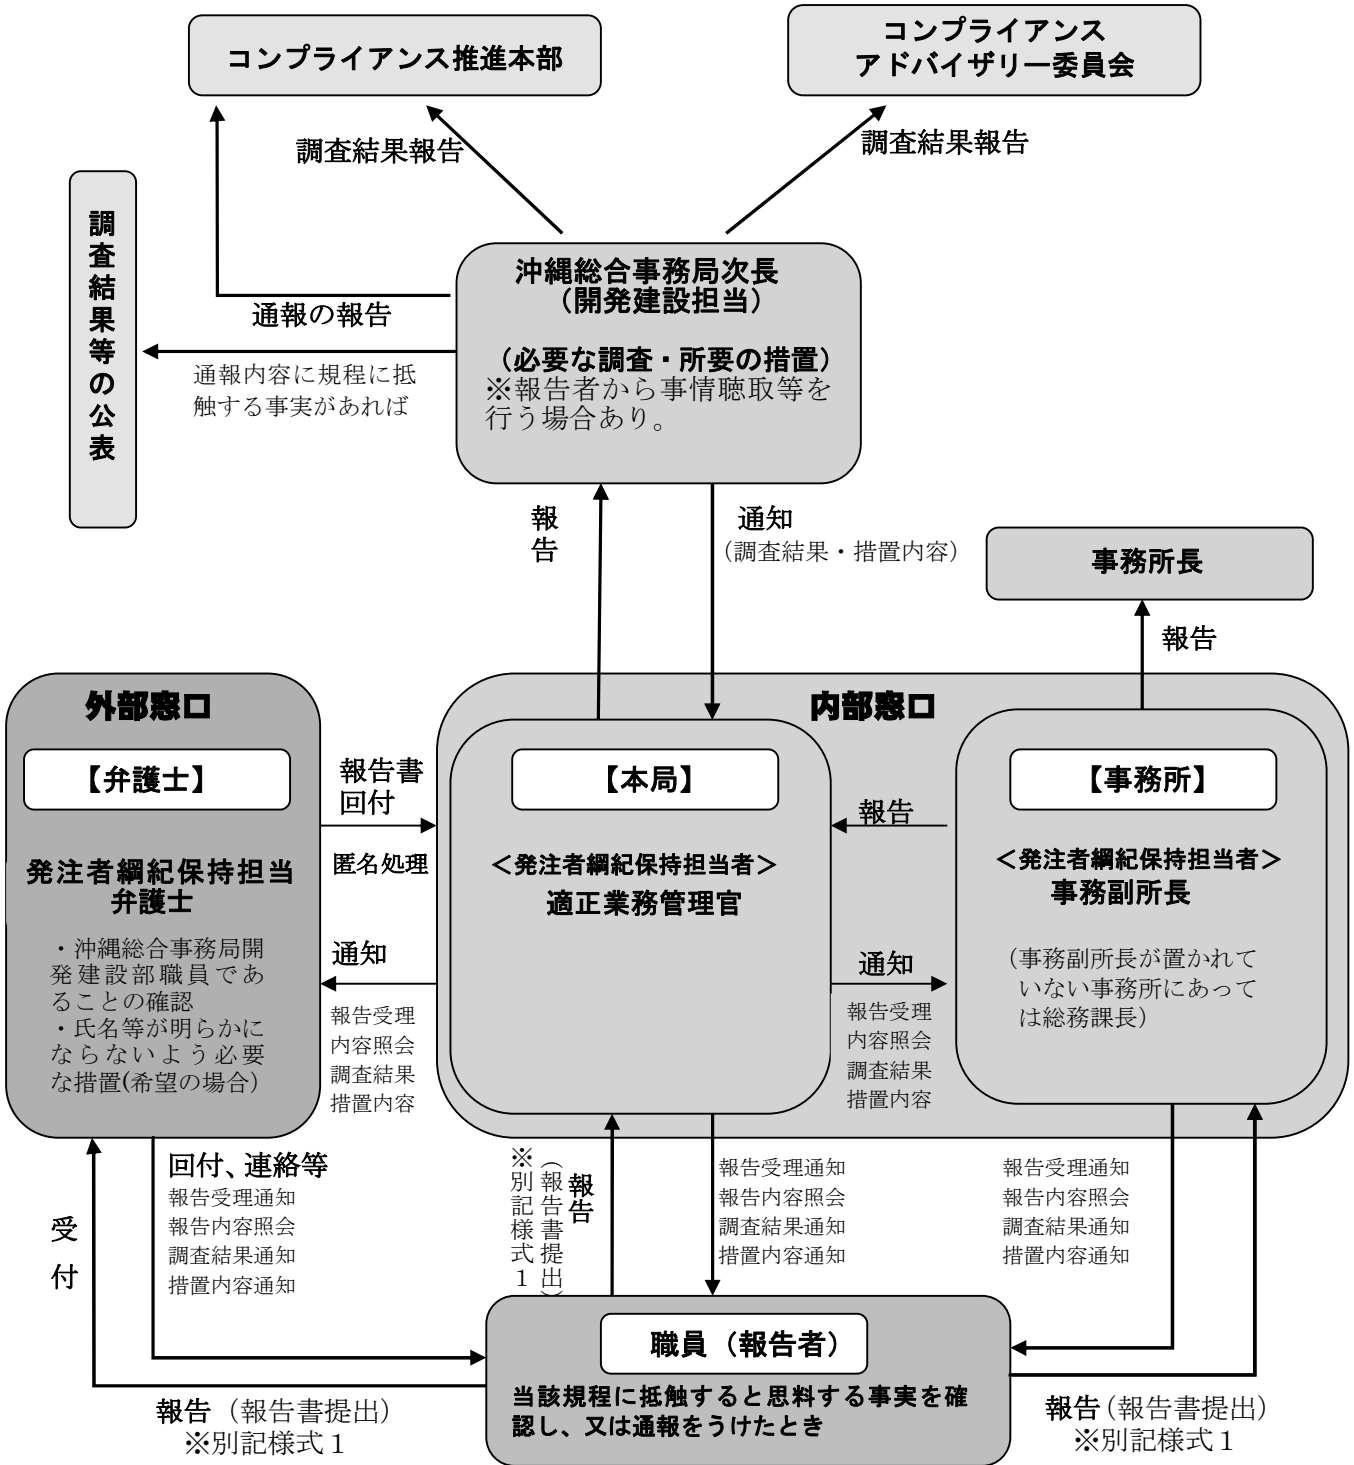 コンプライアンス推進本部
コンプライアンス
アドバイザリー委員会
調査結果報告
調査結果報告
調査結果等の公表
沖縄総合事務局次長
（開発建設担当）
（必要な調査・所要の措置）
※報告者から事情聴取等を
行う場合あり。
通報の報告
通報内容に規程に抵
触する事実があれば
報告
通知
（調査結果・措置内容）
事務所長
報告
外部窓口
【弁護士】
発注者綱紀保持担当
弁護士
・沖縄総合事務局開
発建設部職員であ
ることの確認
・氏名等が明らかに
ならないよう必要
な措置(希望の場合）
報告書
回付
匿名処理
通知
報告受理
内容照会
調査結果
措置内容
内部窓口
【本局】
＜発注者綱紀保持担当者＞
適正業務管理官
報告
通知
報告受理
内容照会
調査結果
措置内容
【事務所】
＜発注者綱紀保持担当者＞
事務副所長
（事務副所長が置かれて
いない事務所にあって
は総務課長）
受付
回付、連絡等
報告受理通知
報告内容照会
調査結果通知
措置内容通知
報告
（報告書提出）
※別記様式１
報告受理通知
報告内容照会
調査結果通知
措置内容通知
報告受理通知
報告内容照会
調査結果通知
措置内容通知
職員（報告者）
当該規程に抵触すると思料する事実を確
認し、又は通報をうけたとき
報告（報告書提出）
※別記様式１
報告（報告書提出）
※別記様式１